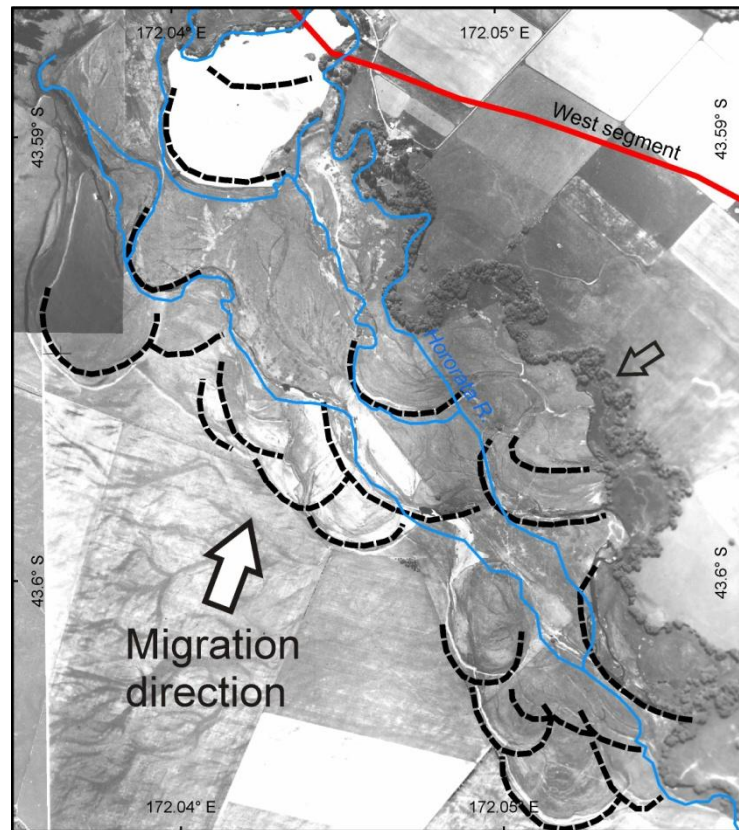 172.04° E
172.05° E
43.59° S
43.59° S
West segment
Hororata R.
43.6° S
43.6° S
Migration
direction
172.04° E
172.05° E